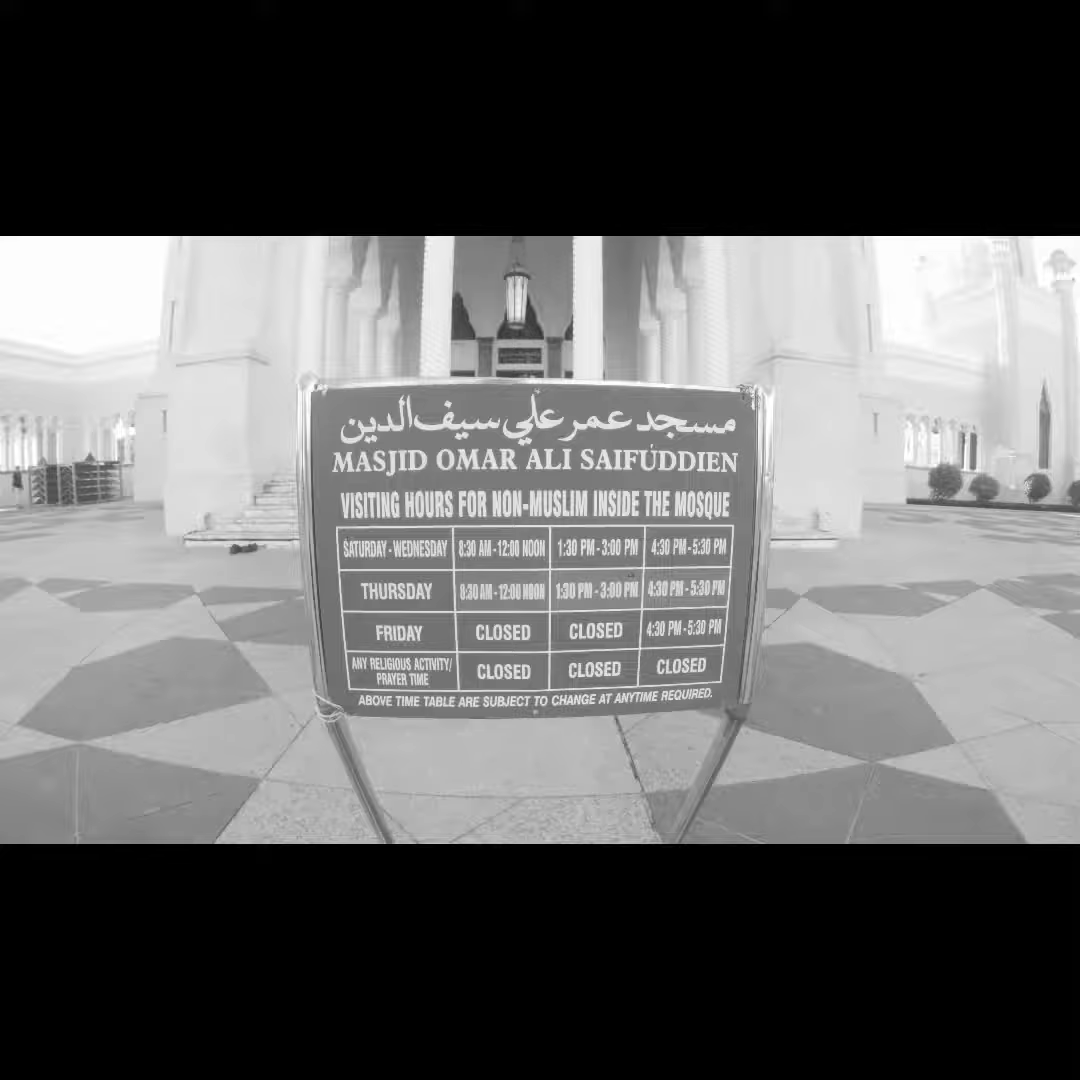 مسجد عمر علي سيف الدين
MASJID OMAR ALI SAIFUDDIEN
VISITING HOURS FOR NON-MUSLIM INSIDE THE MOSQUE
SATURDAY - WEDNESDAY 8:30 AM - 12:00 NOON 1:30 PM - 3:00 PM 4:30 PM - 5:30 PM
THURSDAY 8:30 AM - 12:00 NOON 1:30 PM - 3:00 PM 4:30 PM - 5:30 PM
FRIDAY CLOSED CLOSED 4:30 PM - 5:30 PM
ANY RELIGIOUS ACTIVITY/
PRAYER TIME CLOSED CLOSED CLOSED
ABOVE TIME TABLE ARE SUBJECT TO CHANGE AT ANYTIME REQUIRED.